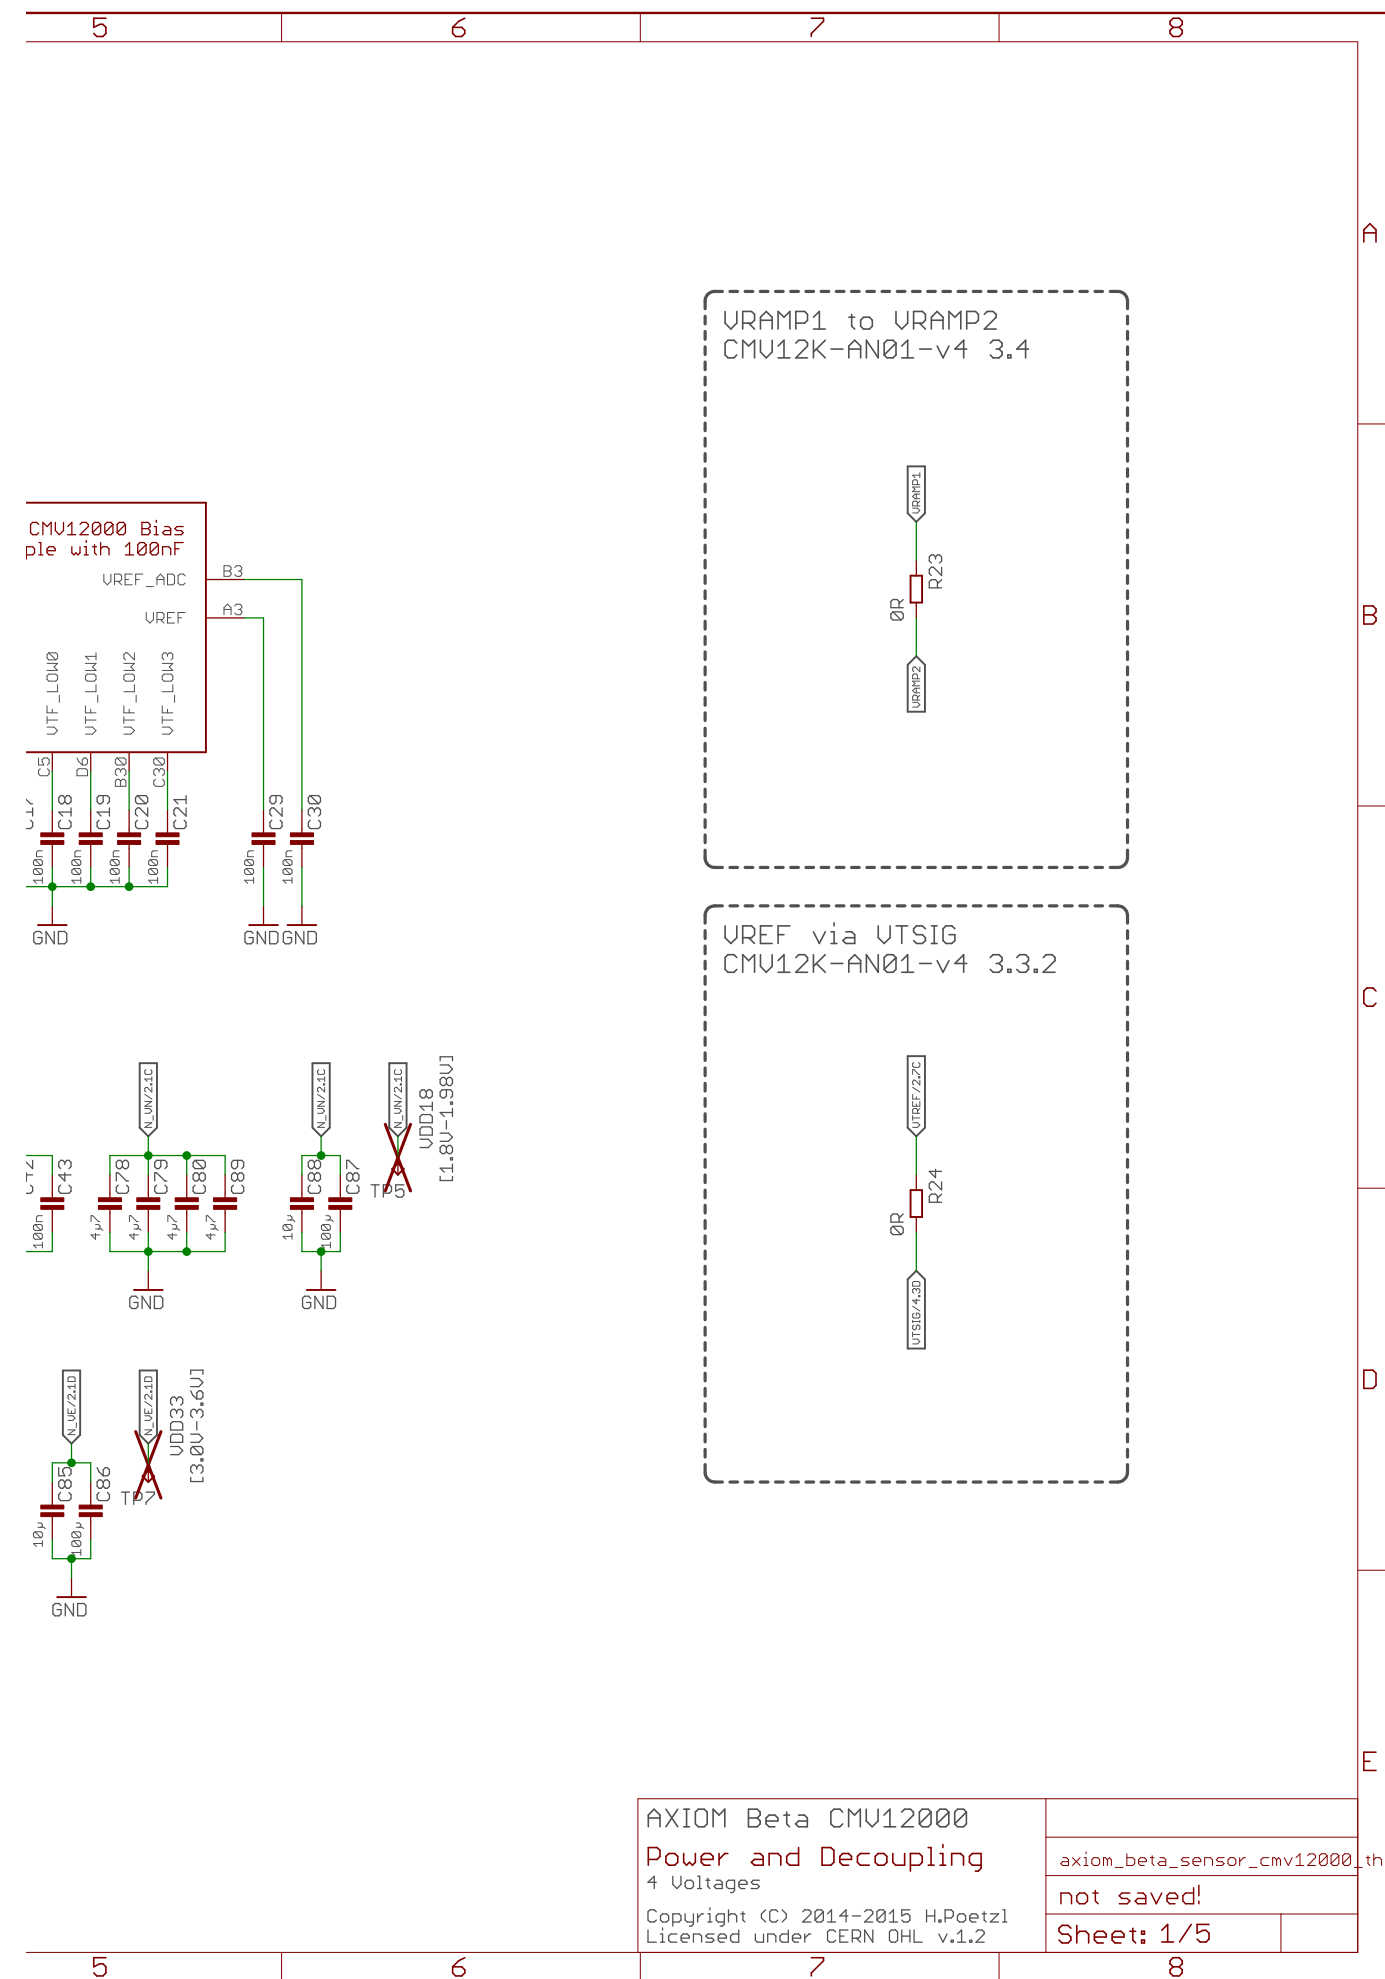 5 6 7 8
A
VRAMP1 to VRAMP2
CMV12K-AN01-v4 3.4
VRAMP1
R23
0R
VRAMP2
B
CMV12000 Bias
ple with 100nF
VREF_ADC B3
VREF A3
VTF_LOW0 VTF_LOW1 VTF_LOW2 VTF_LOW3
C5 D6 B30 C30
C18 C19 C20 C21 C29 C30
100n 100n 100n 100n 100n 100n
GND GND GND
VREF via VTSIG
CMV12K-AN01-v4 3.3.2
C
VTREF/2.7C
R24
0R
VTSIG/4.3D
N_VN/2.1C N_VN/2.1C N_VN/2.1C
VDD18
[1.8V-1.98V]
C43 C78 C79 C80 C89 C88 C87
TP5
100n 4µ7 4µ7 4µ7 4µ7 10µ 100µ
GND GND
D
N_VE/2.1D N_VE/2.1D
VDD33
[3.0V-3.6V]
C85 C86
TP7
10µ 100µ
GND
E
AXIOM Beta CMV12000
Power and Decoupling
4 Voltages
Copyright (C) 2014-2015 H.Poetzl
Licensed under CERN OHL v.1.2
axiom_beta_sensor_cmv12000_th
not saved!
Sheet: 1/5
5 6 7 8